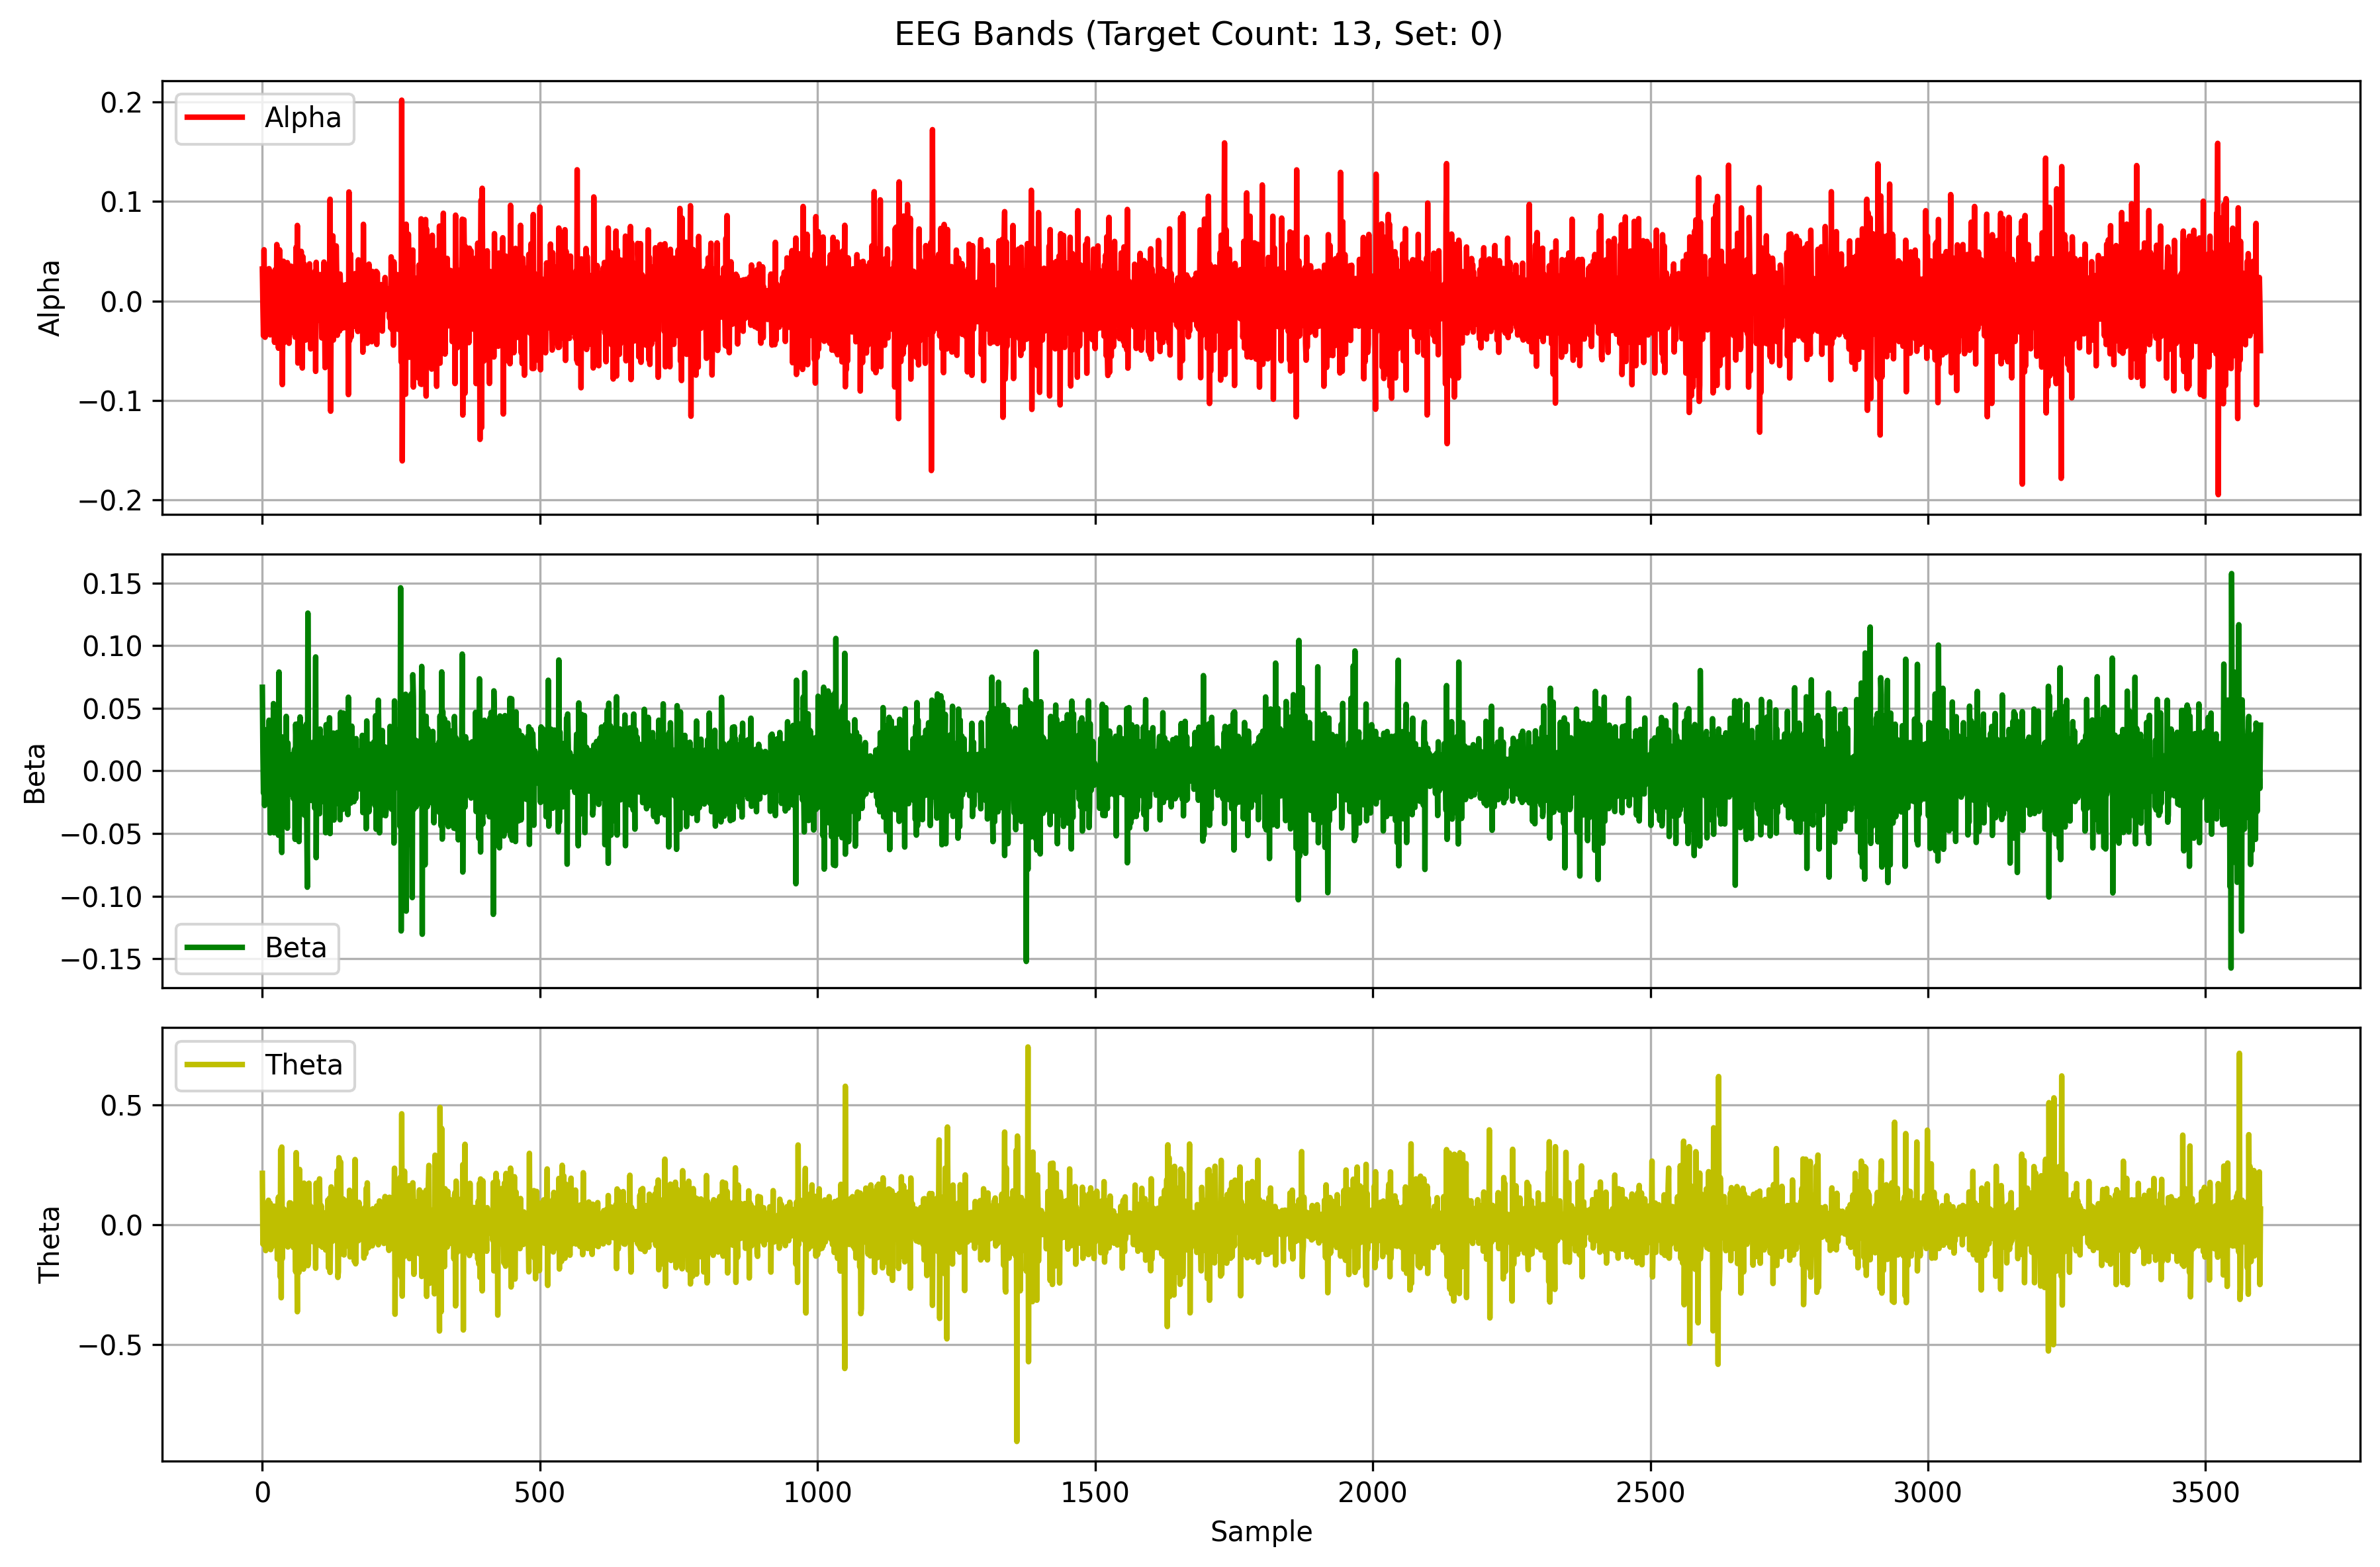 EEG Bands (Target Count: 13, Set: 0)
0.2
0.1
0.0
−0.1
−0.2
Alpha
Alpha
0.15
0.10
0.05
0.00
−0.05
−0.10
−0.15
Beta
Beta
0.5
0.0
−0.5
Theta
Theta
0 500 1000 1500 2000 2500 3000 3500
Sample